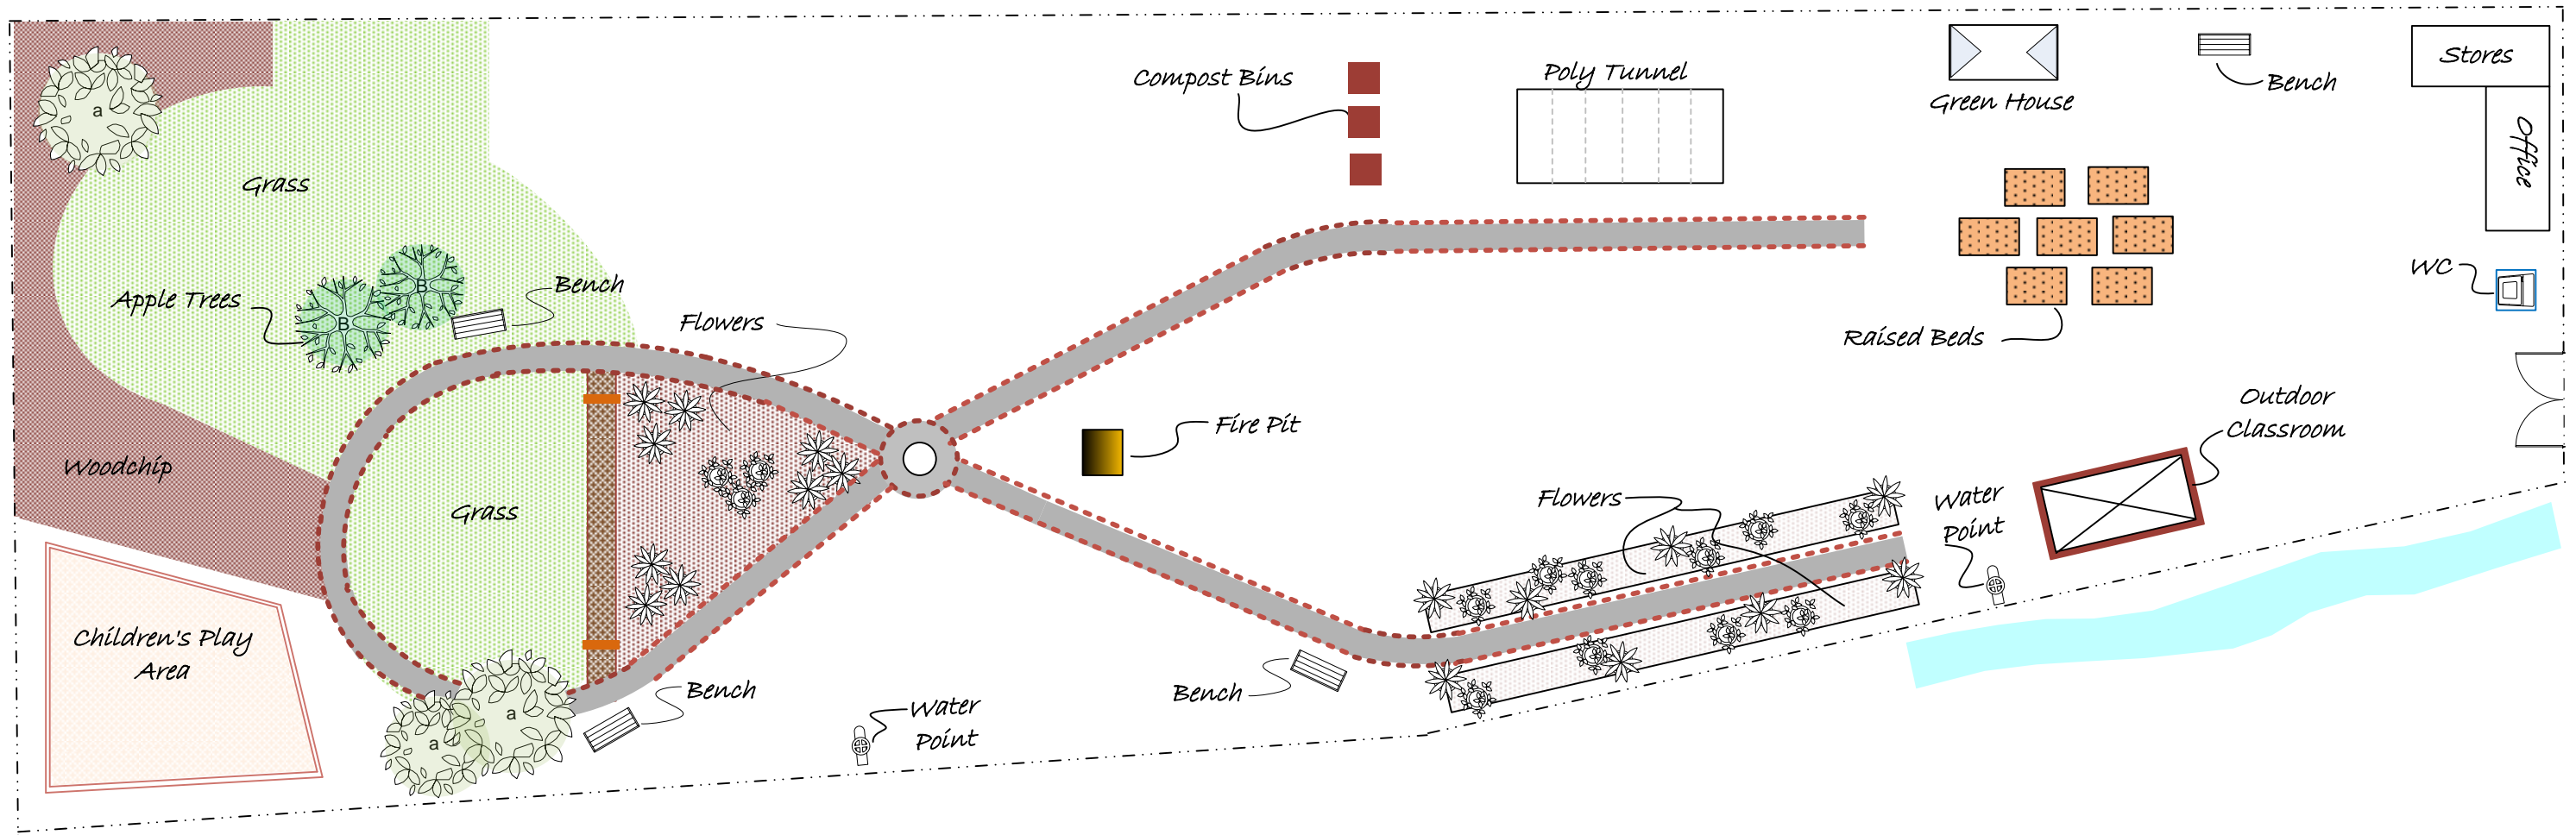 Stores
Office
Compost Bins
Poly Tunnel
Green House
Bench
a
Grass
Apple Trees
B
B
Bench
Flowers
WC
Raised Beds
Woodchip
Grass
Fire Pit
Outdoor
Classroom
Flowers
Water
Point
Children's Play
Area
a
a
Bench
Water
Point
Bench